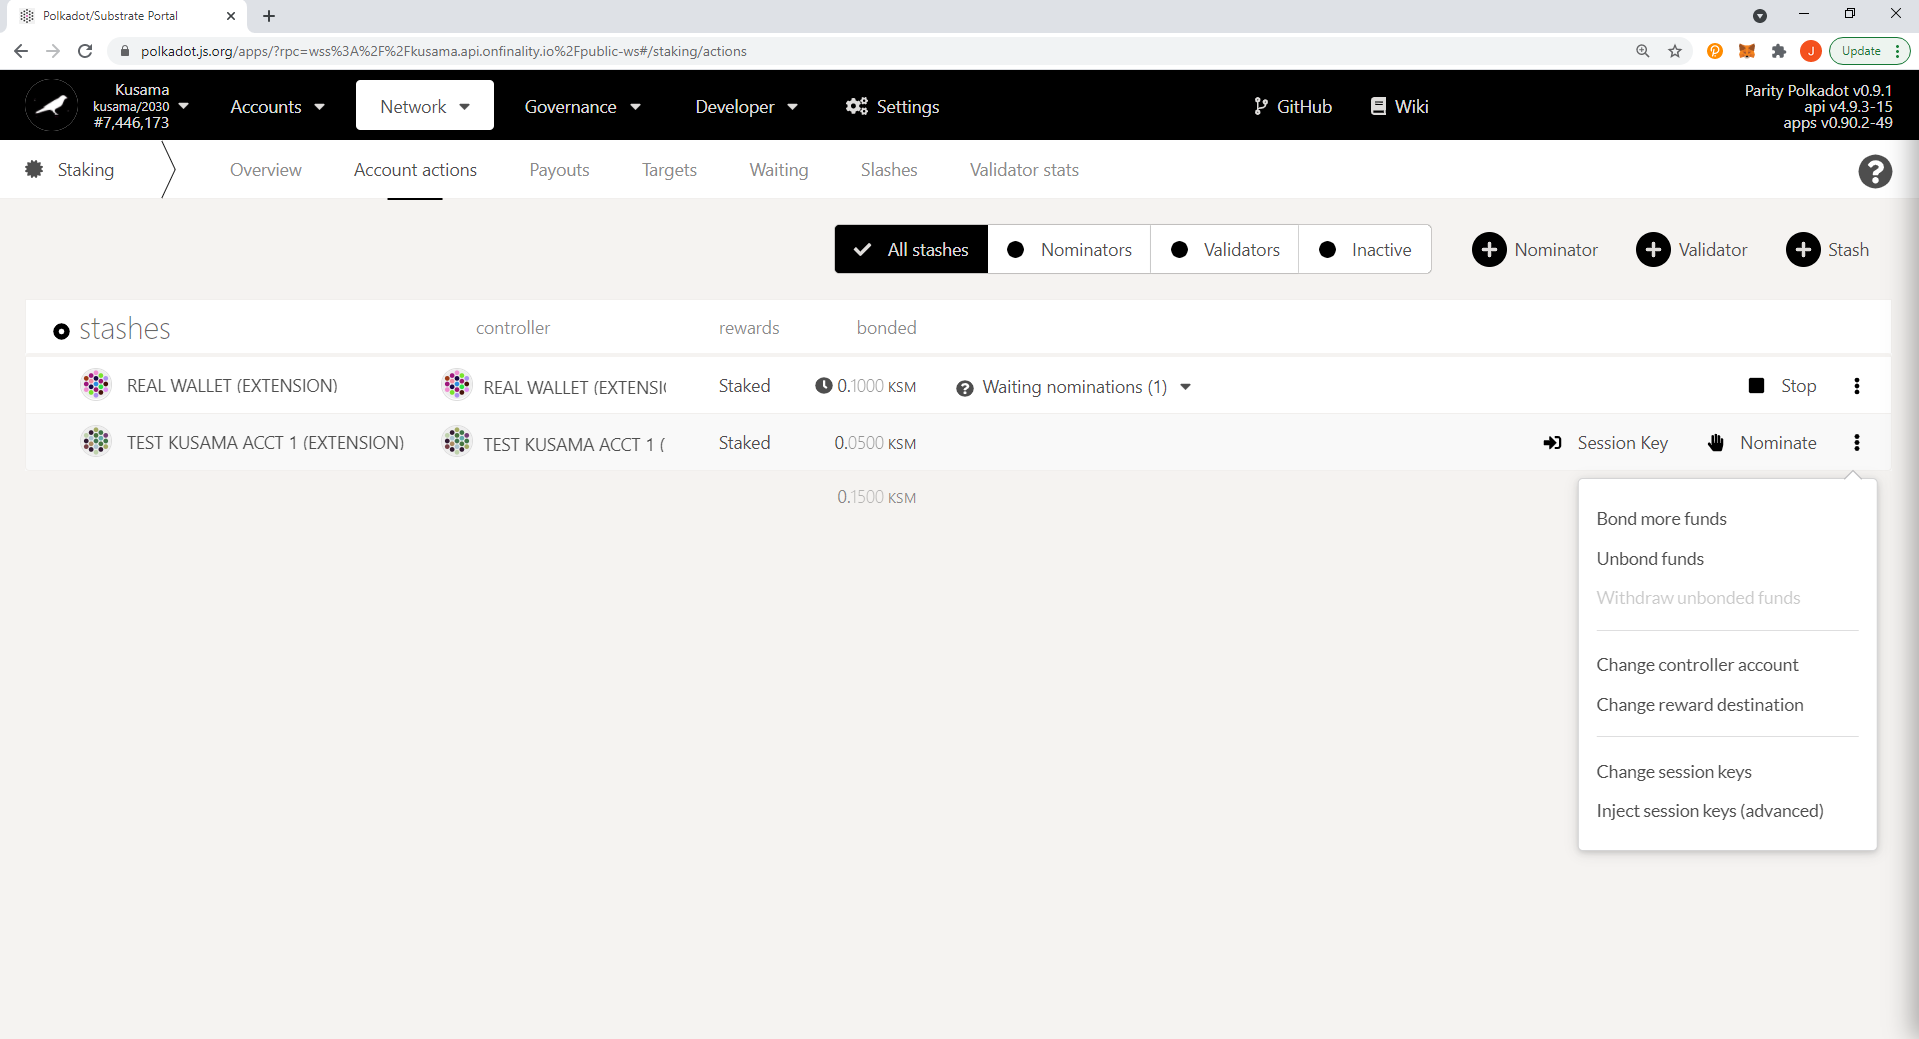 Polkadot/Substrate Portal
polkadot.js.org/apps/?rpc=wss%3A%2F%2Fkusama.api.onfinality.io%2Fpublic-ws#/staking/actions
J
Update
Kusama
kusama/2030
#7,446,173
Accounts
Network
Governance
Developer
Settings
GitHub
Wiki
Parity Polkadot v0.9.1
api v4.9.3-15
apps v0.90.2-49
Staking
Overview
Account actions
Payouts
Targets
Waiting
Slashes
Validator stats
All stashes
Nominators
Validators
Inactive
Nominator
Validator
Stash
stashes controller rewards bonded
REAL WALLET (EXTENSION) REAL WALLET (EXTENSI Staked 0.1000 KSM Waiting nominations (1) Stop
TEST KUSAMA ACCT 1 (EXTENSION) TEST KUSAMA ACCT 1 ( Staked 0.0500 KSM Session Key Nominate
0.1500 KSM
Bond more funds
Unbond funds
Withdraw unbonded funds
Change controller account
Change reward destination
Change session keys
Inject session keys (advanced)